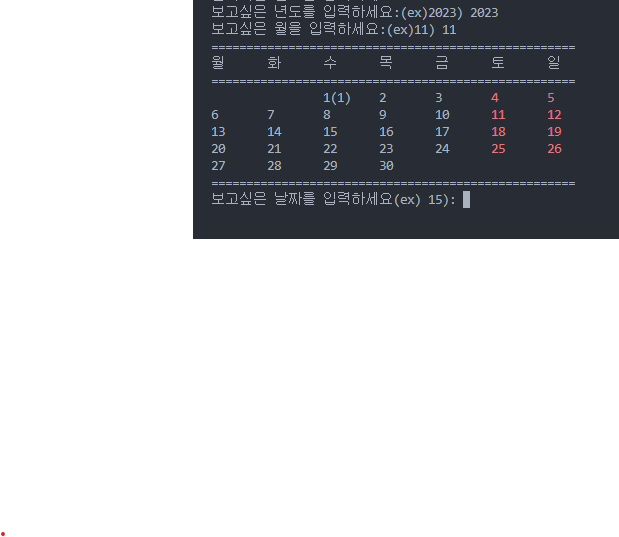 보고싶은 년도를 입력하세요:(ex)2023) 2023
보고싶은 월을 입력하세요:(ex)11) 11
====================================================
월 화 수 목 금 토 일
====================================================
1(1) 2 3 4 5
6 7 8 9 10 11 12
13 14 15 16 17 18 19
20 21 22 23 24 25 26
27 28 29 30
====================================================
보고싶은 날짜를 입력하세요(ex) 15):